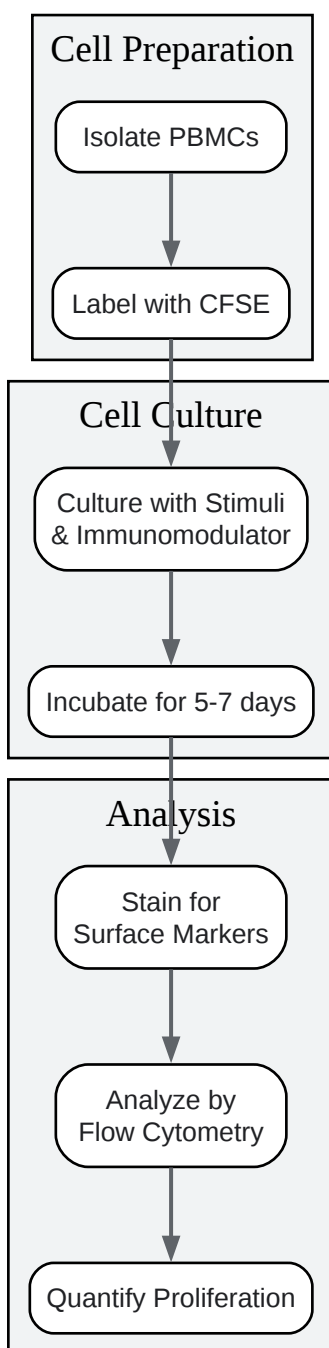 Cell Preparation
Isolate PBMCs
Label with CFSE
Cell Culture
Culture with Stimuli
& Immunomodulator
Incubate for 5-7 days
Analysis
Stain for
Surface Markers
Analyze by
Flow Cytometry
Quantify Proliferation